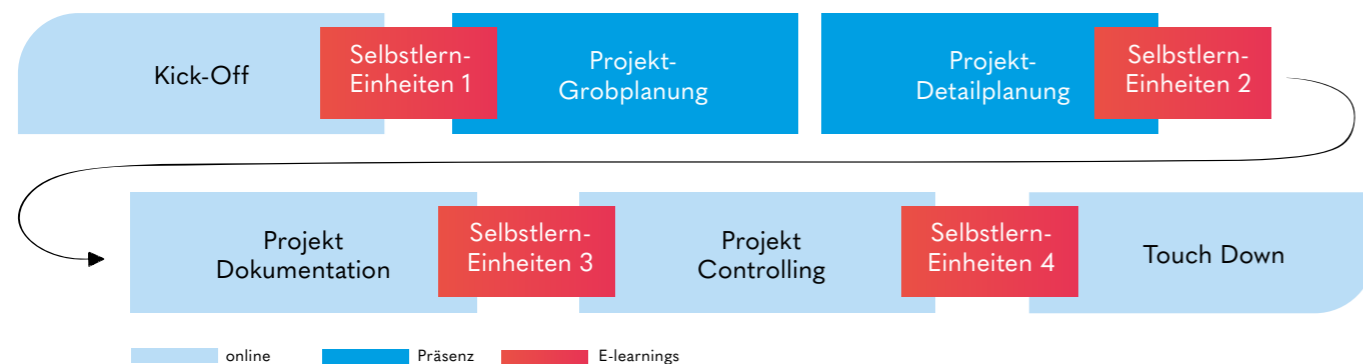 Kick-Off
Selbstlern-
Einheiten 1
Projekt-
Grobplanung
Projekt-
Detailplanung
Selbstlern-
Einheiten 2
Projekt
Dokumentation
Selbstlern-
Einheiten 3
Projekt
Controlling
Selbstlern-
Einheiten 4
Touch Down
online
Präsenz
E-learnings